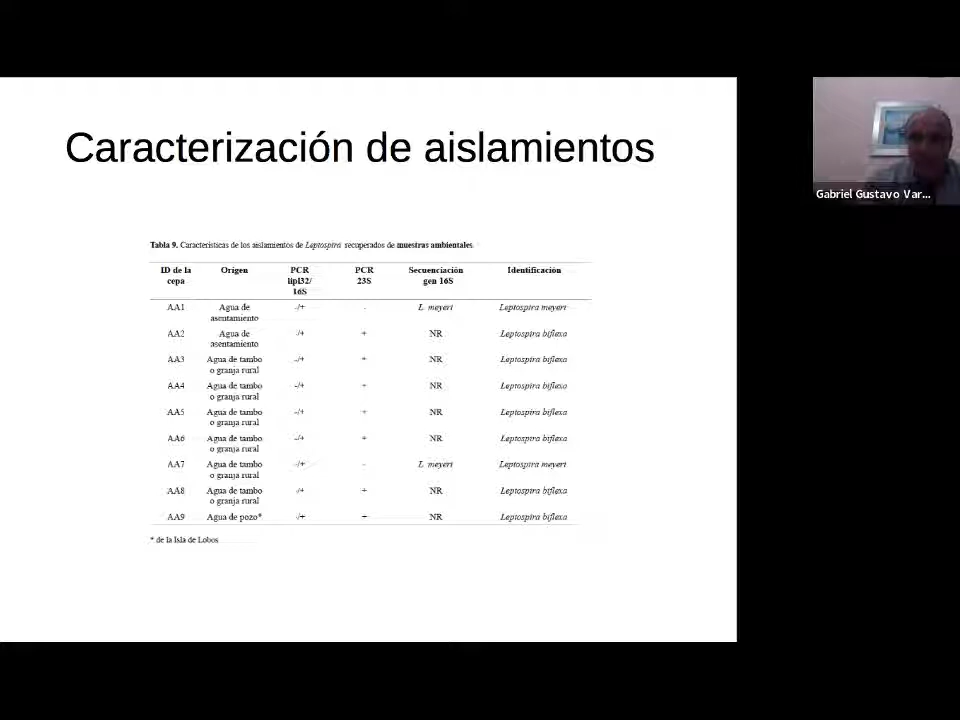 Caracterización de aislamientos
Gabriel Gustavo Var...
Tabla 9. Características de los aislamientos de Leptospira recuperados de muestras ambientales.
ID de la cepa Origen PCR lipl32/16S PCR 23S Secuenciación gen 16S Identificación
AA1 Agua de asentamiento -/+ - L. meyeri Leptospira meyeri
AA2 Agua de asentamiento -/+ + NR Leptospira biflexa
AA3 Agua de tambo o granja rural -/+ + NR Leptospira biflexa
AA4 Agua de tambo o granja rural -/+ + NR Leptospira biflexa
AA5 Agua de tambo o granja rural -/+ + NR Leptospira biflexa
AA6 Agua de tambo o granja rural -/+ + NR Leptospira biflexa
AA7 Agua de tambo o granja rural -/+ - L. meyeri Leptospira meyeri
AA8 Agua de tambo o granja rural -/+ + NR Leptospira biflexa
AA9 Agua de pozo* -/+ + NR Leptospira biflexa
* de la Isla de Lobos